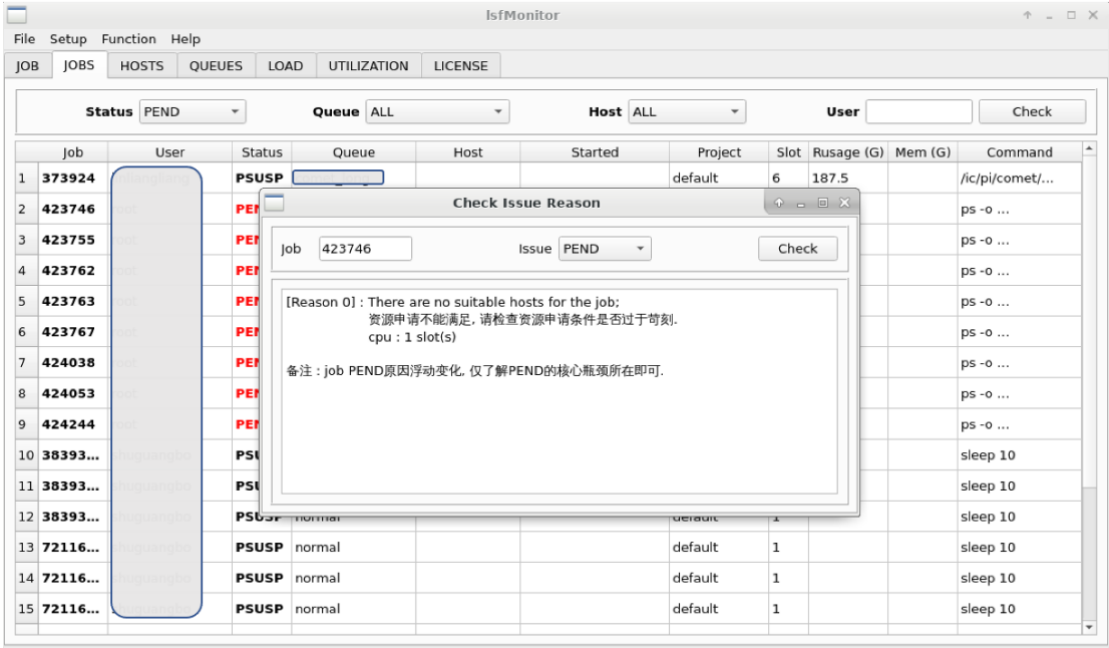 lsfMonitor
File Setup Function Help
JOB JOBS HOSTS QUEUES LOAD UTILIZATION LICENSE
Status PEND Queue ALL Host ALL User Check
Job User Status Queue Host Started Project Slot Rusage (G) Mem (G) Command
1 373924 PSUSP default 6 187.5 /ic/pi/comet/...
Check Issue Reason
Job 423746 Issue PEND Check
[Reason 0] : There are no suitable hosts for the job;
资源申请不能满足, 请检查资源申请条件是否过于苛刻.
cpu : 1 slot(s)
备注 : job PEND原因浮动变化, 仅了解PEND的核心瓶颈所在即可.
2 423746 ps -o ...
3 423755 ps -o ...
4 423762 ps -o ...
5 423763 ps -o ...
6 423767 ps -o ...
7 424038 ps -o ...
8 424053 ps -o ...
9 424244 ps -o ...
10 38393... sleep 10
11 38393... sleep 10
12 38393... PSUSP normal default 1 sleep 10
13 72116... PSUSP normal default 1 sleep 10
14 72116... PSUSP normal default 1 sleep 10
15 72116... PSUSP normal default 1 sleep 10